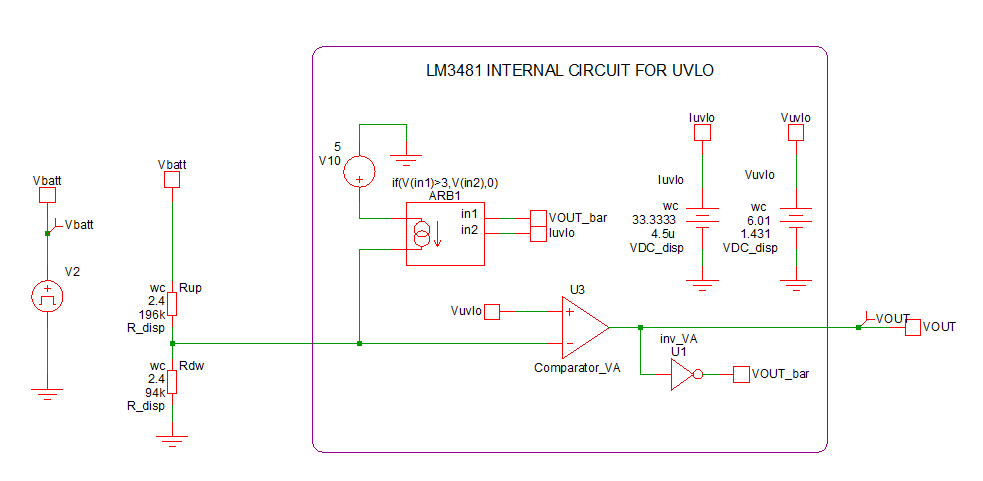 LM3481 INTERNAL CIRCUIT FOR UVLO
Iuvlo
Vuvlo
5
V10
Vbatt
Vbatt
if(V(in1)>3,V(in2),0)
ARB1
in1
in2
VOUT_bar
Iuvlo
Iuvlo
wc
33.3333
4.5u
VDC_disp
Vuvlo
wc
6.01
1.431
VDC_disp
Vbatt
V2
wc
2.4
196k
R_disp
Rup
Vuvlo
U3
+
−
Comparator_VA
VOUT
VOUT
wc
2.4
94k
R_disp
Rdw
inv_VA
U1
VOUT_bar